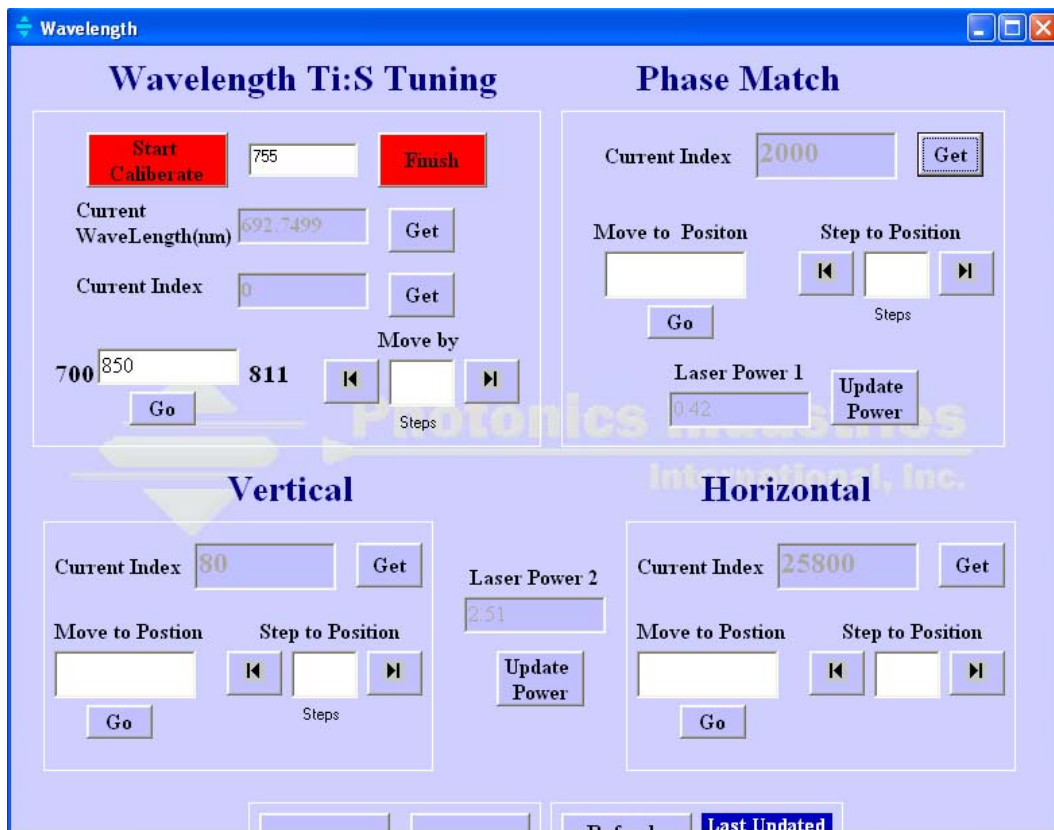 Wavelength
Wavelength Ti:S Tuning
Start
Caliberate
755
Finish
Current
WaveLength(nm)
692.7499
Get
Current Index
0
Get
Move by
700
850
811
Go
Steps
Phase Match
Current Index
2000
Get
Move to Positon
Step to Position
Go
Steps
Laser Power 1
0.42
Update
Power
Photonics Industries
International, Inc.
Vertical
Current Index
80
Get
Move to Postion
Step to Position
Go
Steps
Laser Power 2
2.51
Update
Power
Horizontal
Current Index
25800
Get
Move to Postion
Step to Position
Go
Last Updated